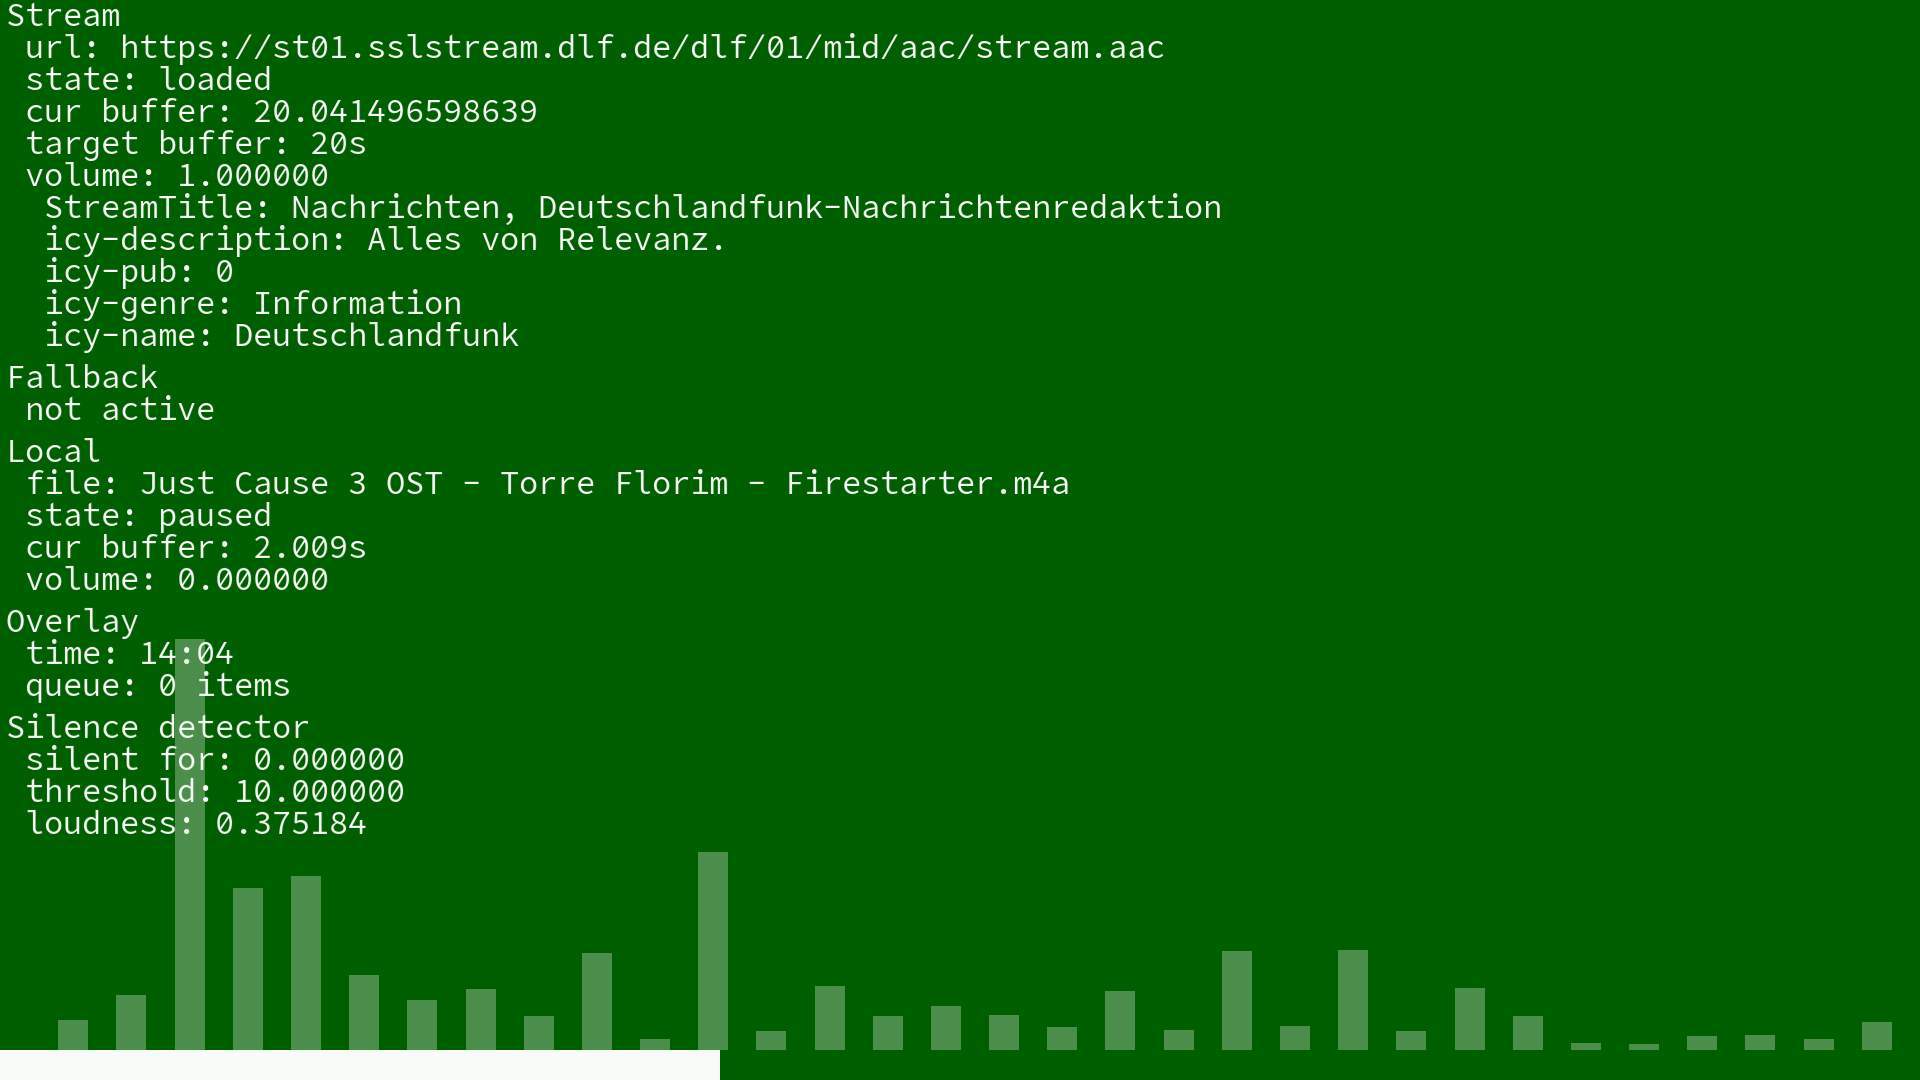 Stream
url: https://st01.sslstream.dlf.de/dlf/01/mid/aac/stream.aac
state: loaded
cur buffer: 20.041496598639
target buffer: 20s
volume: 1.000000
StreamTitle: Nachrichten, Deutschlandfunk-Nachrichtenredaktion
icy-description: Alles von Relevanz.
icy-pub: 0
icy-genre: Information
icy-name: Deutschlandfunk
Fallback
not active
Local
file: Just Cause 3 OST - Torre Florim - Firestarter.m4a
state: paused
cur buffer: 2.009s
volume: 0.000000
Overlay
time: 14:04
queue: 0 items
Silence detector
silent for: 0.000000
threshold: 10.000000
loudness: 0.375184